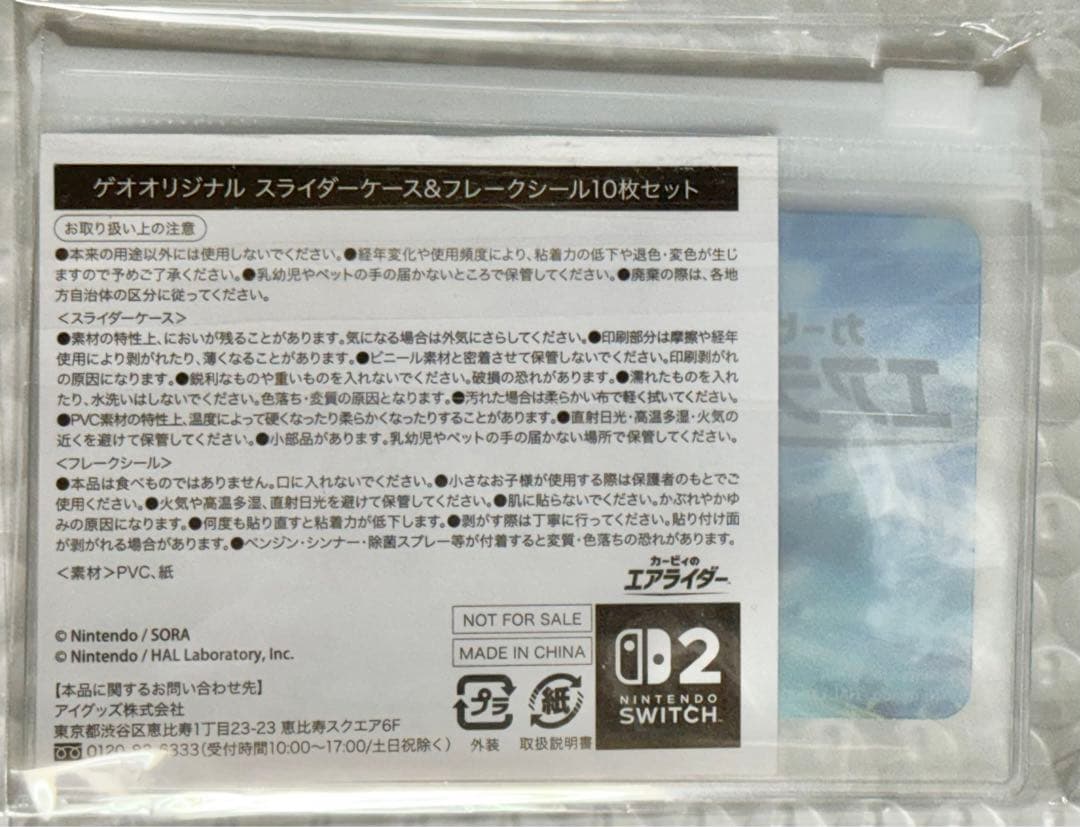 ゲオオリジナル スライダーケース&フレークシール10枚セット
お取り扱い上の注意
●本来の用途以外には使用しないでください。●経年変化や使用頻度により、粘着力の低下や退色・変色が生じ
ますので予めご了承ください。●乳幼児やペットの手の届かないところで保管してください。●廃棄の際は、各地
方自治体の区分に従ってください。
＜スライダーケース＞
●素材の特性上、においが残ることがあります。気になる場合は外気にさらしてください。●印刷部分は摩擦や経年
使用により剥がれたり、薄くなることがあります。●ビニール素材と密着させて保管しないでください。印刷剥がれ
の原因になります。●鋭利なものや重いものを入れないでください。破損の恐れがあります。●濡れたものを入れ
たり、水洗いはしないでください。色落ち・変質の原因となります。●汚れた場合は柔らかい布で軽く拭いてください。
●PVC素材の特性上、温度によって硬くなったり柔らかくなったりすることがあります。●直射日光・高温多湿・火気の
近くを避けて保管してください。●小部品があります。乳幼児やペットの手の届かない場所で保管してください。
＜フレークシール＞
●本品は食べものではありません。口に入れないでください。●小さなお子様が使用する際は保護者のもとでご
使用ください。●火気や高温多湿、直射日光を避けて保管してください。●肌に貼らないでください。かぶれやかゆ
みの原因になります。●何度も貼り直すと粘着力が低下します。●剥がす際は丁寧に行ってください。貼り付け面
が剥がれる場合があります。●ベンジン・シンナー・除菌スプレー等が付着すると変質・色落ちの恐れがあります。
＜素材＞PVC、紙
カービィの
エアライダー™
NOT FOR SALE
MADE IN CHINA
© Nintendo / SORA
© Nintendo / HAL Laboratory, Inc.
2
NINTENDO
SWITCH™
【本品に関するお問い合わせ先】
アイグッズ株式会社
東京都渋谷区恵比寿1丁目23-23 恵比寿スクエア6F
0120-　-6333（受付時間10:00〜17:00/土日祝除く）
プラ
外装
紙
取扱説明書
カービ
エアラ